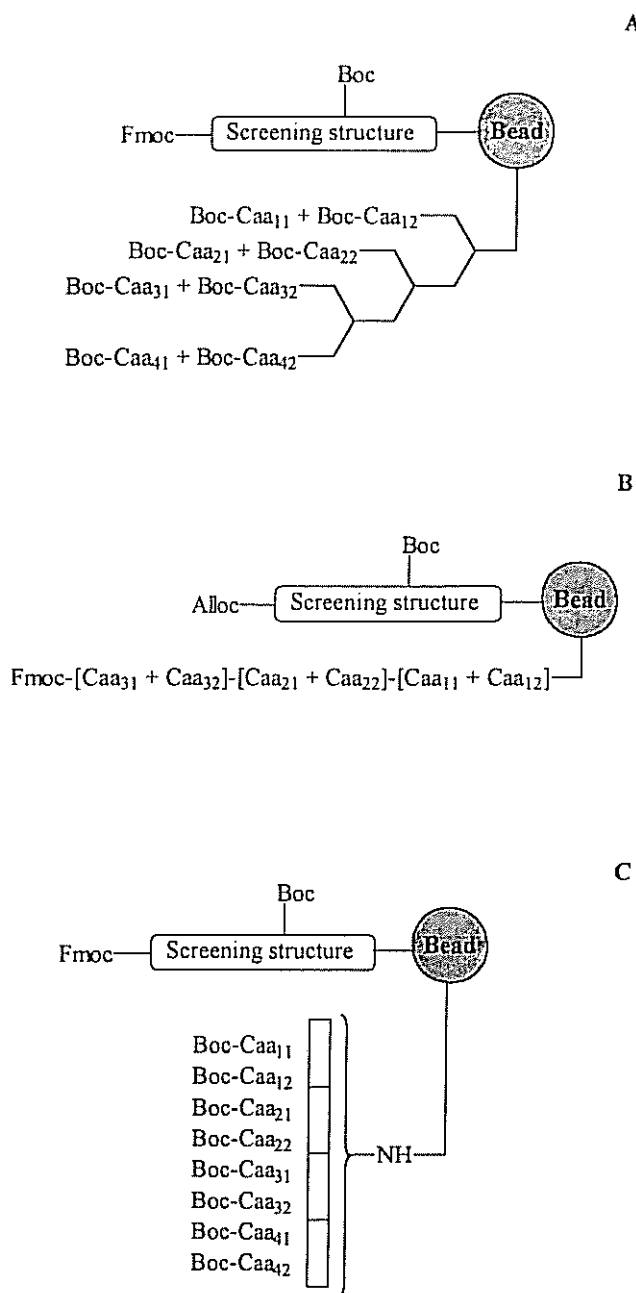 A
Boc
Fmoc Screening structure Bead
Boc-Caa₁₁ + Boc-Caa₁₂
Boc-Caa₂₁ + Boc-Caa₂₂
Boc-Caa₃₁ + Boc-Caa₃₂
Boc-Caa₄₁ + Boc-Caa₄₂
B
Boc
Alloc Screening structure Bead
Fmoc-[Caa₃₁ + Caa₃₂]-[Caa₂₁ + Caa₂₂]-[Caa₁₁ + Caa₁₂]
C
Boc
Fmoc Screening structure Bead
Boc-Caa₁₁
Boc-Caa₁₂
Boc-Caa₂₁
Boc-Caa₂₂
NH
Boc-Caa₃₁
Boc-Caa₃₂
Boc-Caa₄₁
Boc-Caa₄₂